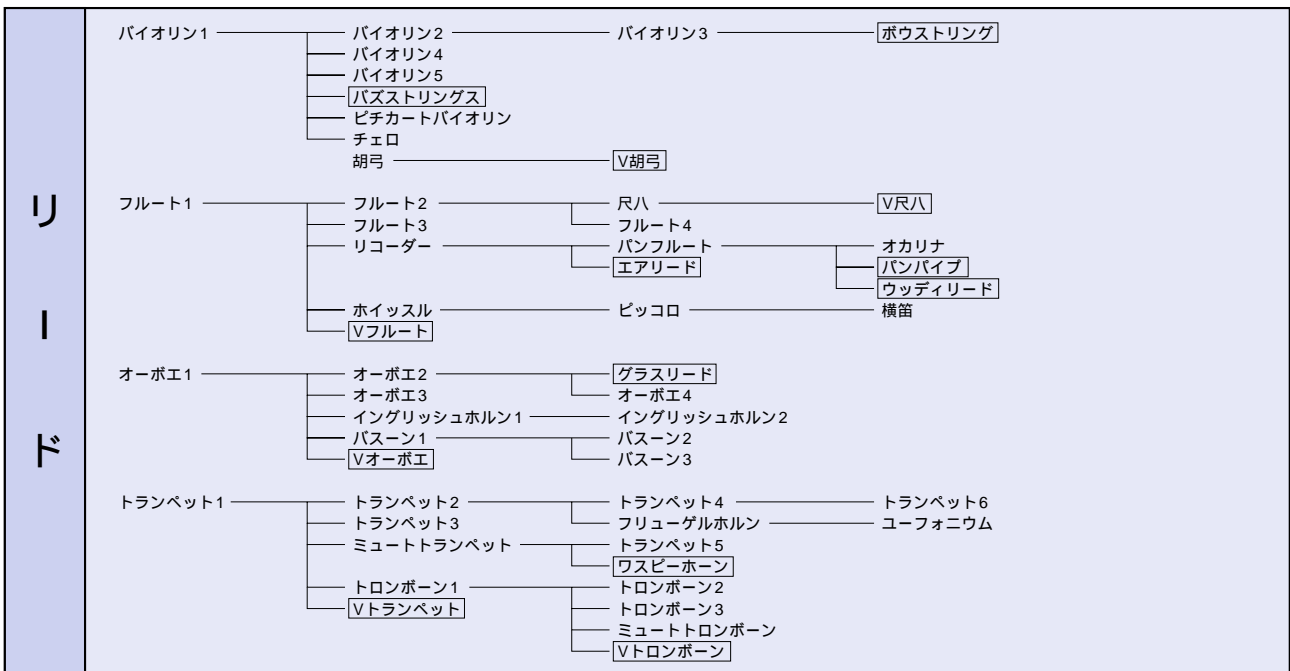 リード
バイオリン1 バイオリン2 バイオリン3 ボウストリング
バイオリン4
バイオリン5
バズストリングス
ピチカートバイオリン
チェロ
胡弓 V胡弓
フルート1 フルート2 尺八 V尺八
フルート3 フルート4
リコーダー パンフルート オカリナ
エアリード パンパイプ
ウッディリード
ホイッスル ピッコロ 横笛
Vフルート
オーボエ1 オーボエ2 グラスリード
オーボエ3 オーボエ4
イングリッシュホルン1 イングリッシュホルン2
バスーン1 バスーン2
Vオーボエ バスーン3
トランペット1 トランペット2 トランペット4 トランペット6
トランペット3 フリューゲルホルン ユーフォニウム
ミュートトランペット トランペット5
ワスピーホーン
トロンボーン1 トロンボーン2
Vトランペット トロンボーン3
ミュートトロンボーン
Vトロンボーン